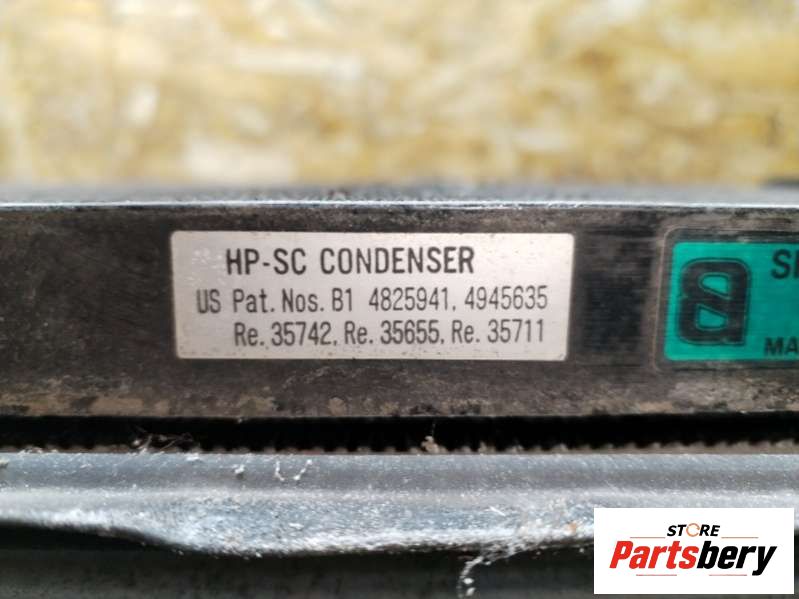 HP-SC CONDENSER
US Pat. Nos. B1 4825941, 4945635
Re. 35742, Re. 35655, Re. 35711
STORE
Partsbery